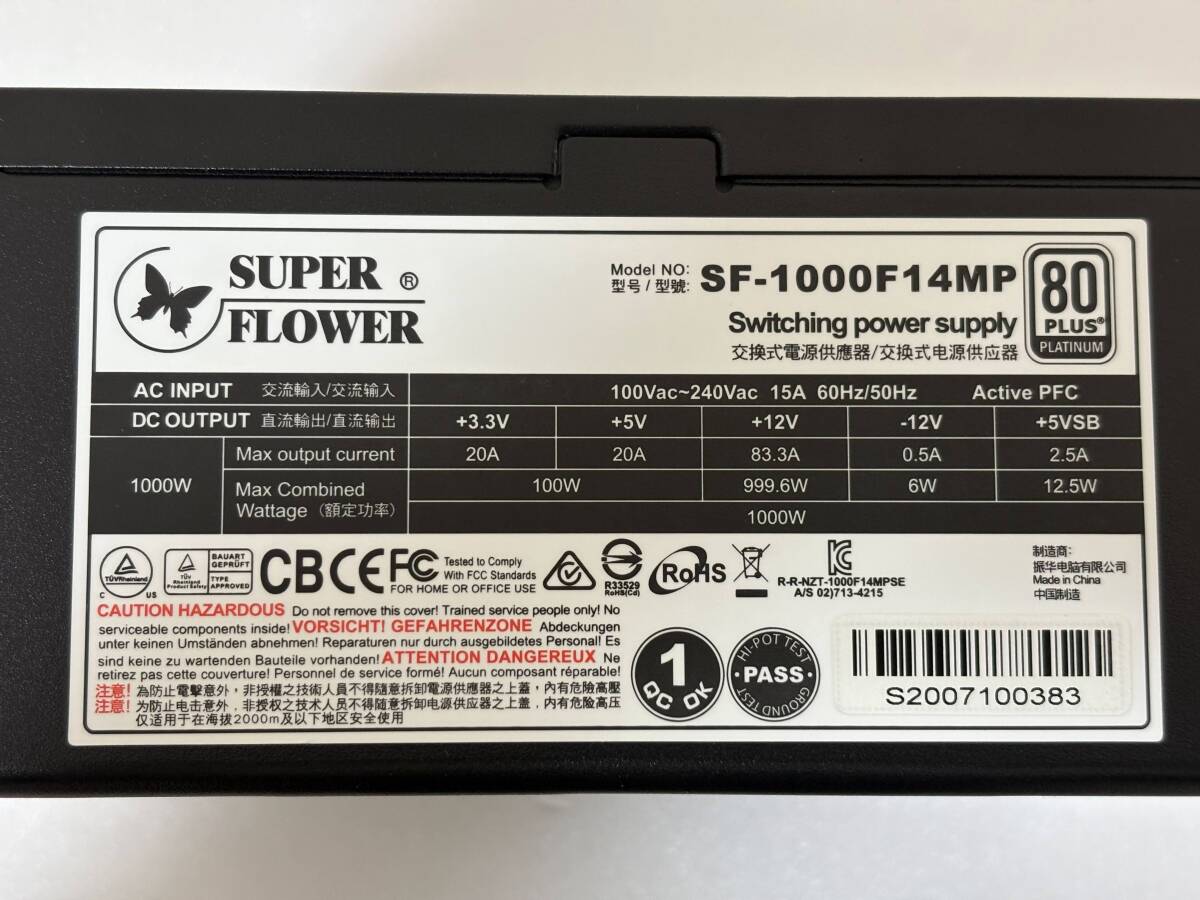 SUPER ®
FLOWER
Model NO:
型号 / 型號:
SF-1000F14MP
Switching power supply
交換式電源供應器/交换式电源供应器
80
PLUS®
PLATINUM
AC INPUT 交流輸入/交流输入 100Vac~240Vac 15A 60Hz/50Hz Active PFC
DC OUTPUT 直流輸出/直流输出 +3.3V +5V +12V -12V +5VSB
1000W
Max output current 20A 20A 83.3A 0.5A 2.5A
Max Combined
Wattage (額定功率)
100W 999.6W 6W 12.5W
1000W
TÜVRheinland
C US
TÜV
Rheinland
Product Safety
BAUART
GEPRÜFT
TYPE
APPROVED
CB CE FC
Tested to Comply
With FCC Standards
FOR HOME OR OFFICE USE
R33529
RoHS(Cd)
RoHS
R-R-NZT-1000F14MPSE
A/S 02)713-4215
制造商:
振华电脑有限公司
Made in China
中国制造
CAUTION HAZARDOUS Do not remove this cover! Trained service people only! No
serviceable components inside! VORSICHT! GEFAHRENZONE Abdeckungen
unter keinen Umständen abnehmen! Reparaturen nur durch ausgebildetes Personal! Es
sind keine zu wartenden Bauteile vorhanden! ATTENTION DANGEREUX Ne
retirez pas cette couverture! Personnel de service formé! Aucun composant réparable!
注意! 為防止電擊意外，非授權之技術人員不得隨意拆卸電源供應器之上蓋，內有危險高壓
注意! 为防止电击意外，非授权之技术人员不得随意拆卸电源供应器之上盖，内有危险高压
仅适用于在海拔2000m及以下地区安全使用
1
QC OK
HI-POT TEST
PASS
GROUND TEST
S2007100383